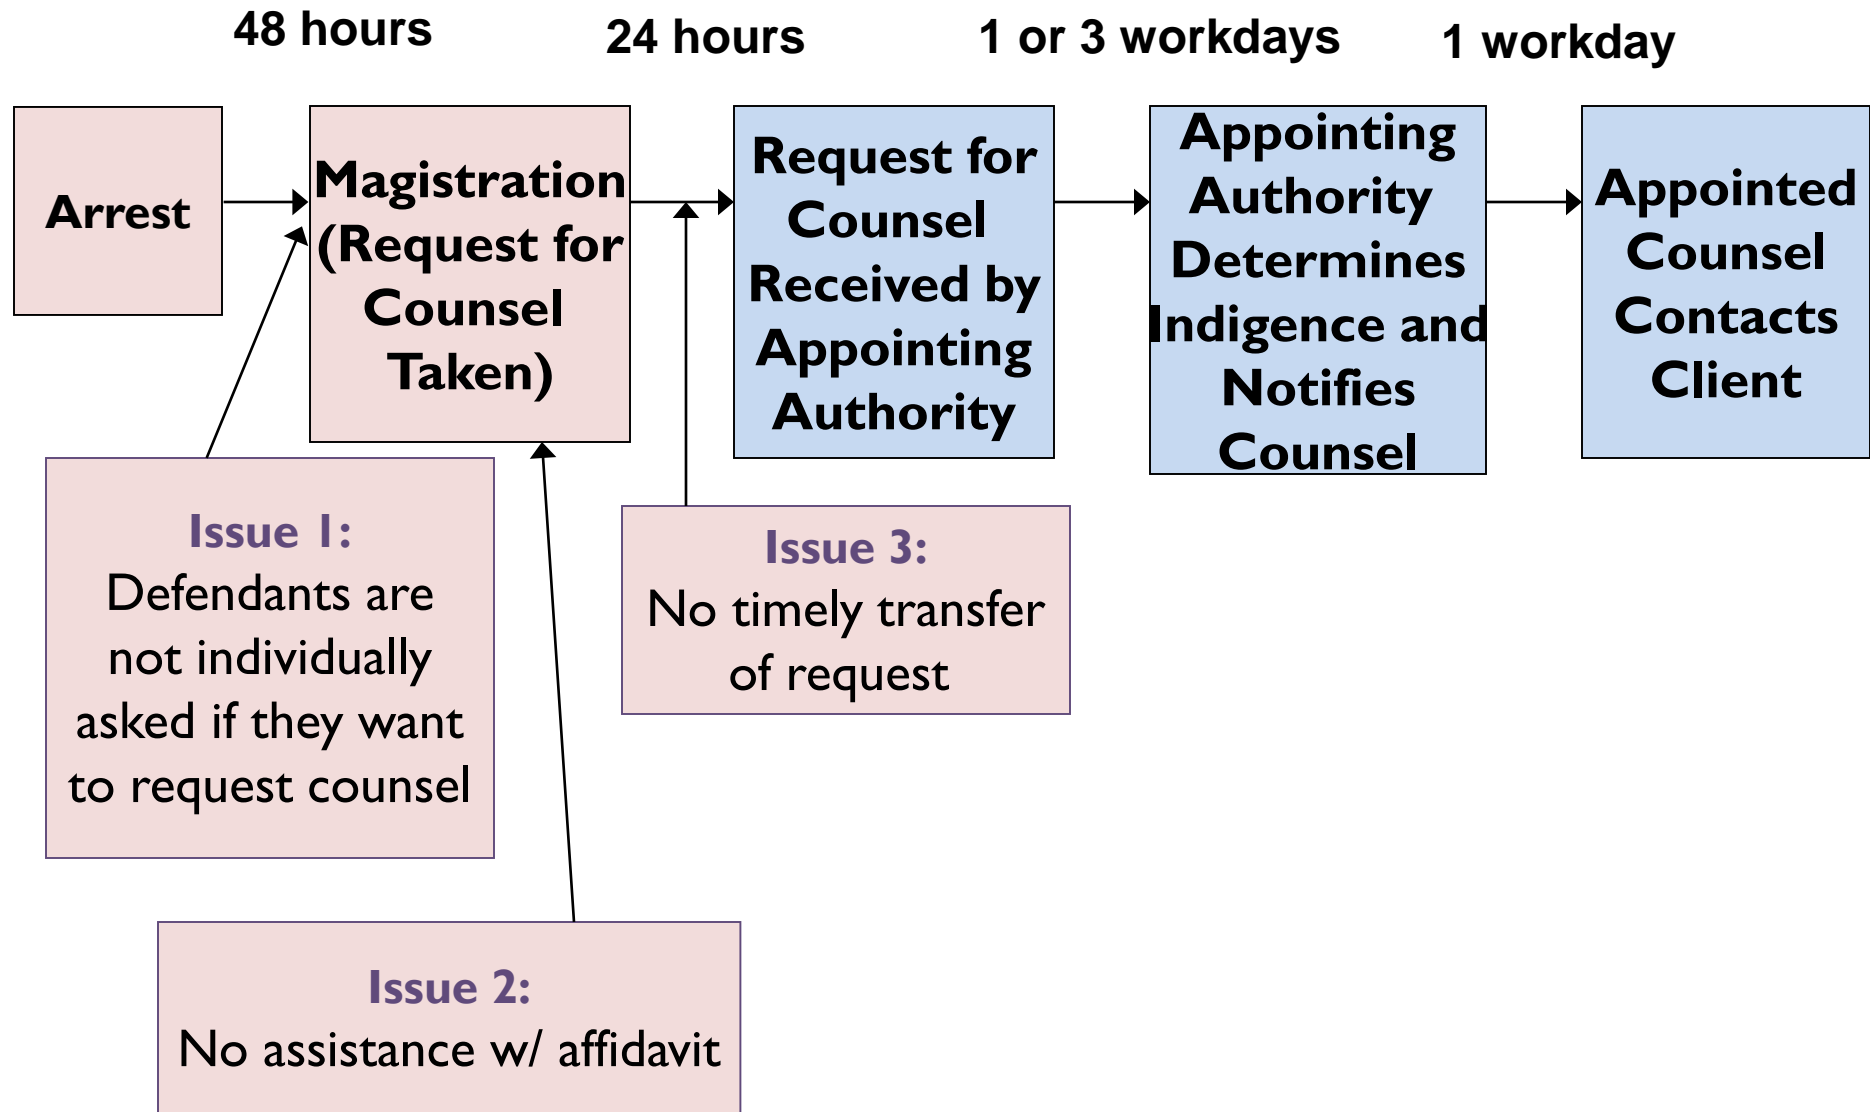 48 hours
24 hours
1 or 3 workdays
1 workday
Arrest
Magistration
(Request for
Counsel
Taken)
Request for
Counsel
Received by
Appointing
Authority
Appointing
Authority
Determines
Indigence and
Notifies
Counsel
Appointed
Counsel
Contacts
Client
Issue 1:
Defendants are
not individually
asked if they want
to request counsel
Issue 3:
No timely transfer
of request
Issue 2:
No assistance w/ affidavit